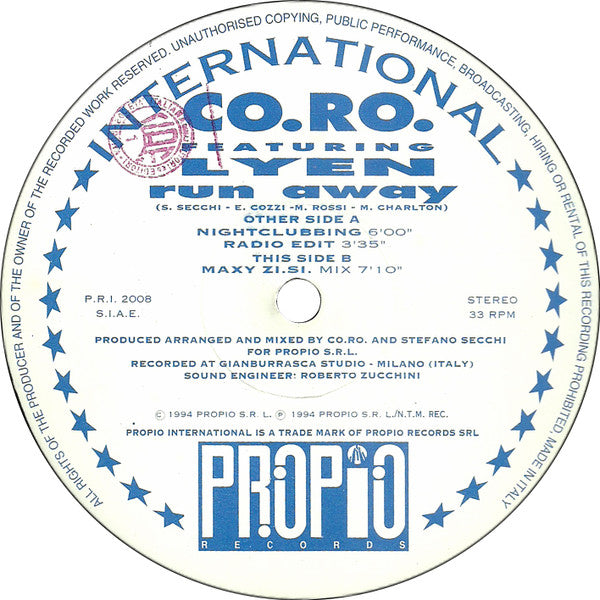 ALL RIGHTS OF THE PRODUCER AND OF THE OWNER OF THE RECORDED WORK RESERVED. UNAUTHORISED COPYING, PUBLIC PERFORMANCE, BROADCASTING, HIRING OR RENTAL OF THIS RECORDING PROHIBITED. MADE IN ITALY
INTERNATIONAL
CO.RO.
FEATURING
LYEN
run away
(S. SECCHI - E. COZZI -M. ROSSI - M. CHARLTON)
OTHER SIDE A
NIGHTCLUBBING 6'00"
RADIO EDIT 3'35"
THIS SIDE B
MAXY ZI.SI. MIX 7'10"
P.R.I. 2008
S.I.A.E.
STEREO
33 RPM
PRODUCED ARRANGED AND MIXED BY CO.RO. AND STEFANO SECCHI
FOR PROPIO S.R.L.
RECORDED AT GIANBURRASCA STUDIO - MILANO (ITALY)
SOUND ENGINEER: ROBERTO ZUCCHINI
© 1994 PROPIO S.R. L. ℗ 1994 PROPIO S.R. L./N.T.M. REC.
PROPIO INTERNATIONAL IS A TRADE MARK OF PROPIO RECORDS SRL
PROPIO
RECORDS